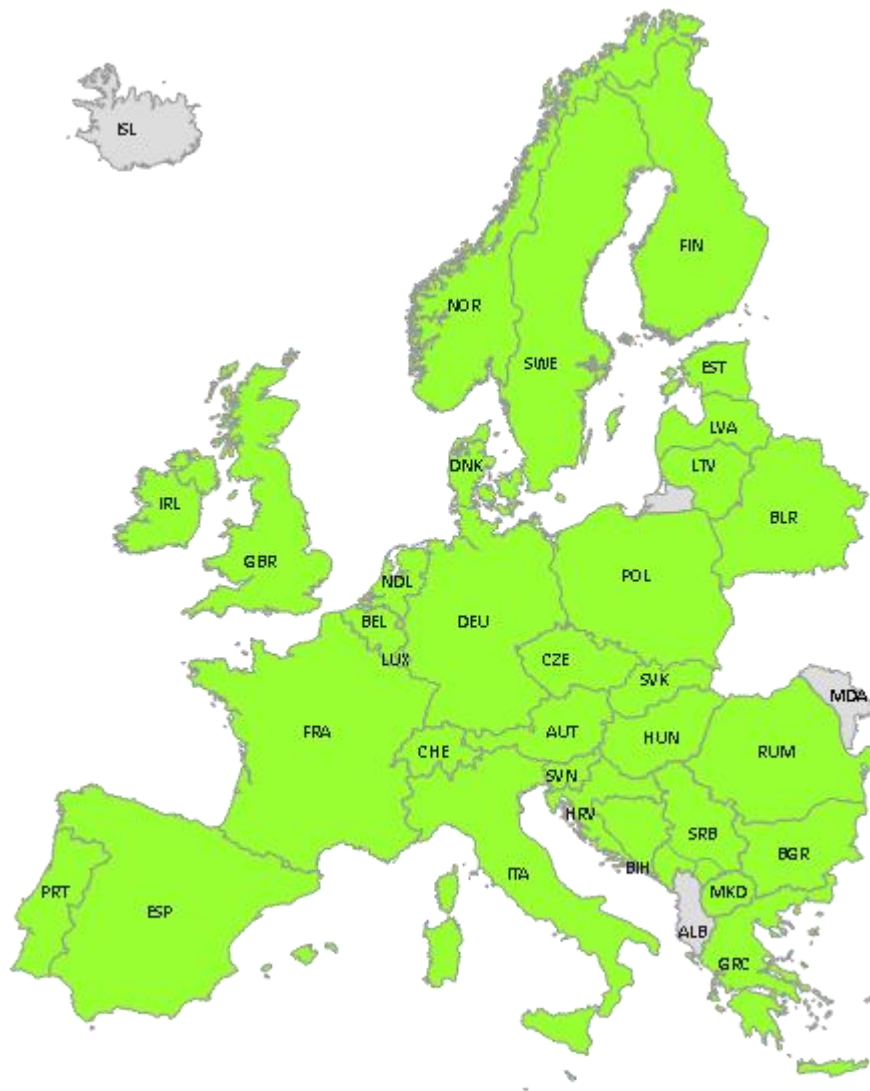 ISL
FIN
NOR
SWE
EST
LVA
DNK
LTV
IRL
BLR
GBR
NDL
POL
BEL
DEU
LUX
CZE
SVK
MDA
FRA
AUT
HUN
CHE
RUM
SVN
HRV
SRB
BGR
BIH
ITA
MKD
PRT
ESP
ALB
GRC